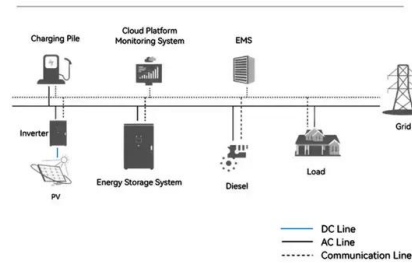 Charging Pile
Cloud Platform
Monitoring System
EMS
Grid
Inverter
PV
Energy Storage System
Diesel
Load
DC Line
AC Line
Communication Line